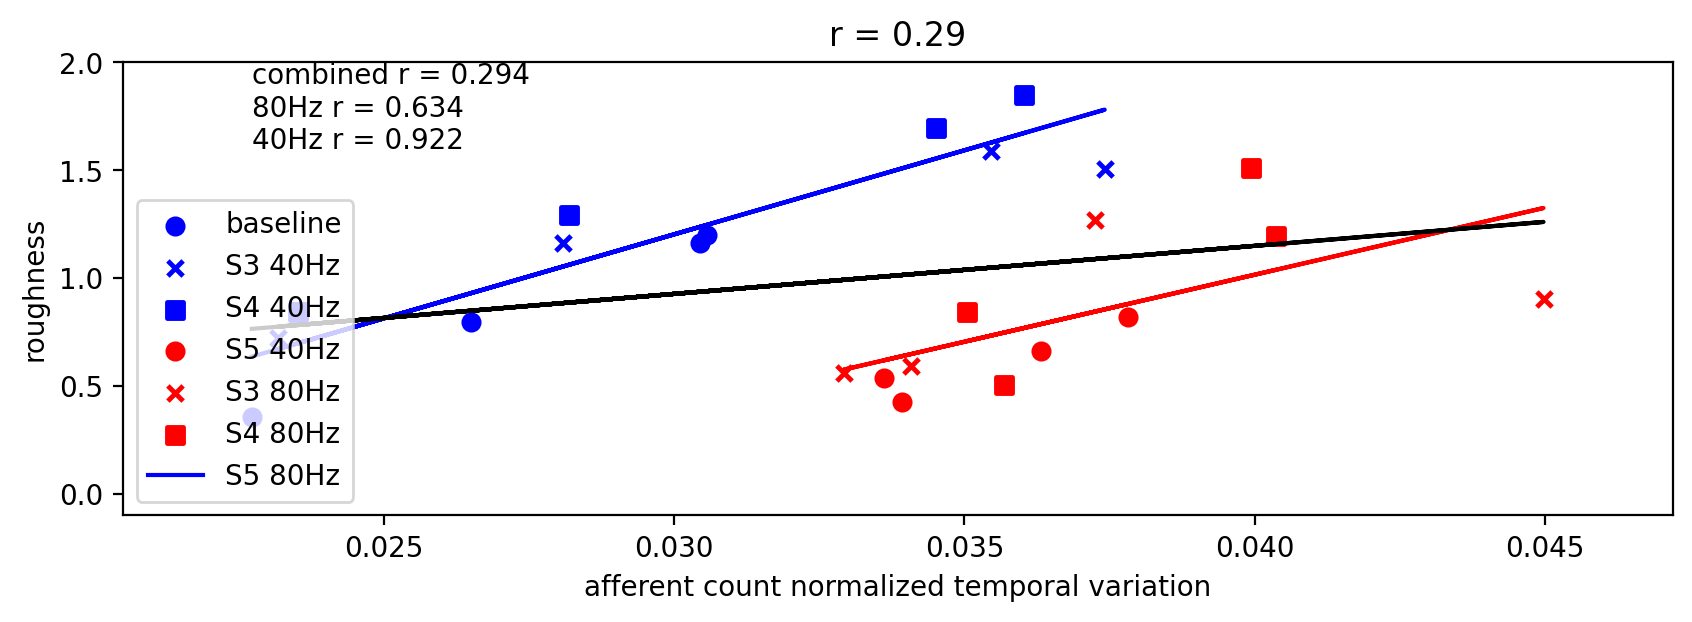 r = 0.29
combined r = 0.294
80Hz r = 0.634
40Hz r = 0.922
2.0
1.5
1.0
0.5
0.0
roughness
baseline
S3 40Hz
S4 40Hz
S5 40Hz
S3 80Hz
S4 80Hz
S5 80Hz
0.025 0.030 0.035 0.040 0.045
afferent count normalized temporal variation